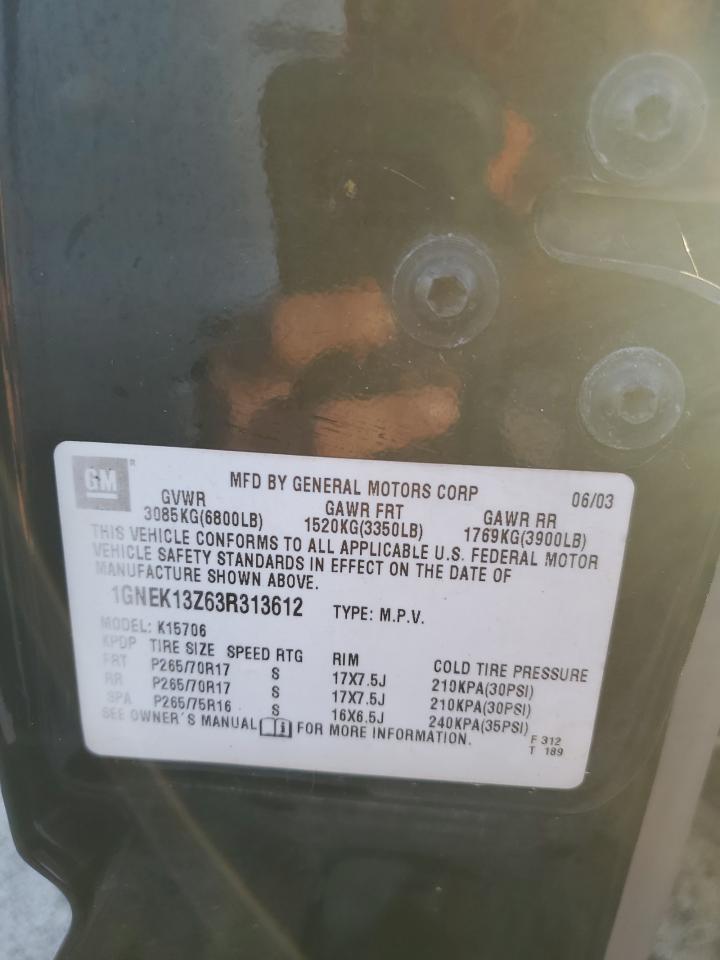 GM® MFD BY GENERAL MOTORS CORP 06/03
GVWR GAWR FRT GAWR RR
3085KG(6800LB) 1520KG(3350LB) 1769KG(3900LB)
THIS VEHICLE CONFORMS TO ALL APPLICABLE U.S. FEDERAL MOTOR
VEHICLE SAFETY STANDARDS IN EFFECT ON THE DATE OF
MANUFACTURE SHOWN ABOVE.
1GNEK13Z63R313612 TYPE: M.P.V.
MODEL: K15706
KPDP TIRE SIZE SPEED RTG RIM COLD TIRE PRESSURE
FRT P265/70R17 S 17X7.5J 210KPA(30PSI)
RR P265/70R17 S 17X7.5J 210KPA(30PSI)
SPA P265/75R16 S 16X6.5J 240KPA(35PSI)
SEE OWNER'S MANUAL FOR MORE INFORMATION.
F 312
T 189